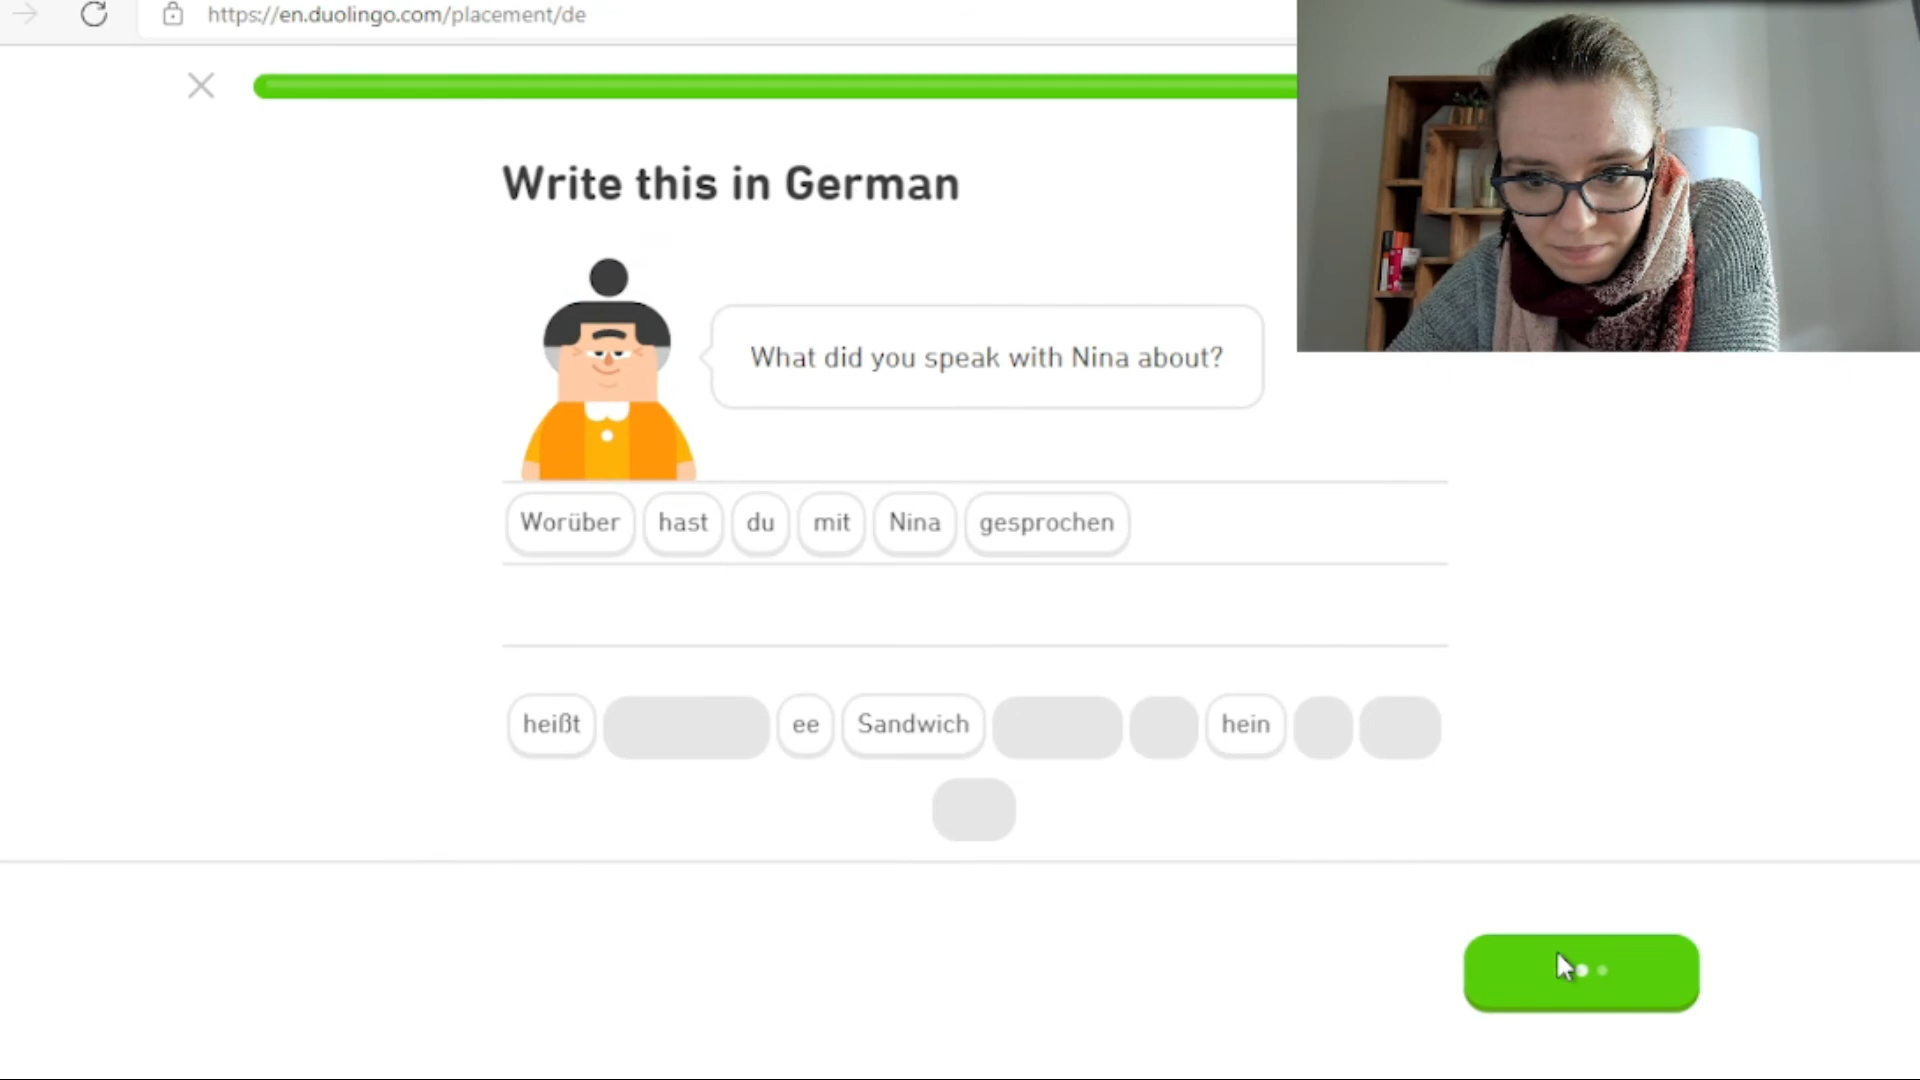 https://en.duolingo.com/placement/de
Write this in German
What did you speak with Nina about?
Worüber hast du mit Nina gesprochen
heißt ee Sandwich hein